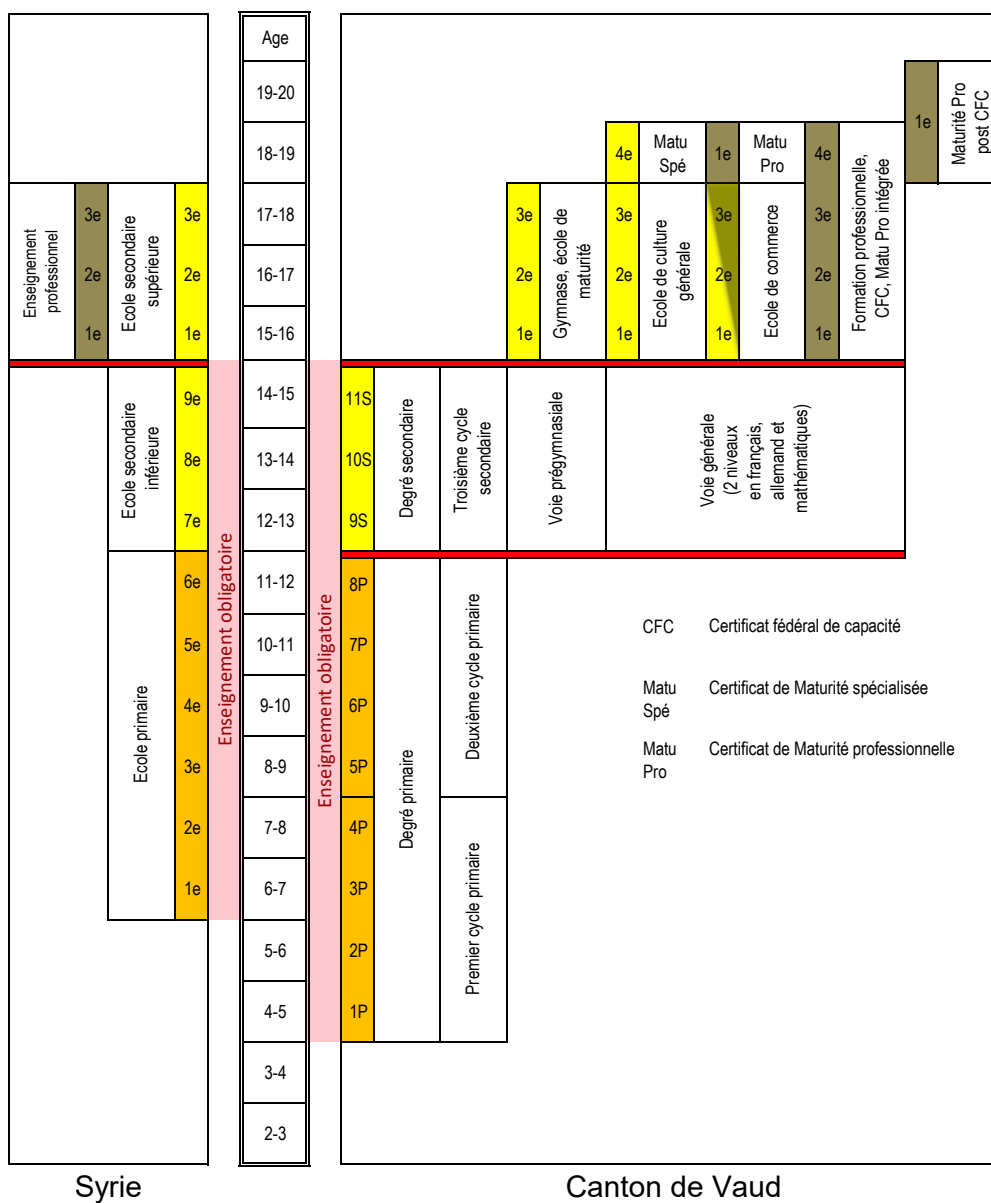 Age
19-20
18-19
17-18
16-17
15-16
14-15
13-14
12-13
11-12
10-11
9-10
8-9
7-8
6-7
5-6
4-5
3-4
2-3
Enseignement
professionnel
3e
2e
1e
Ecole secondaire
supérieure
3e
2e
1e
Ecole secondaire
inférieure
9e
8e
7e
Ecole primaire
6e
5e
4e
3e
2e
1e
Enseignement obligatoire
Enseignement obligatoire
1e
Maturité Pro
post CFC
4e
Matu
Spé
1e
Matu
Pro
4e
3e
2e
1e
Gymnase, école de
maturité
3e
2e
1e
Ecole de culture
générale
3e
2e
1e
Ecole de commerce
3e
2e
1e
Formation professionnelle,
CFC, Matu Pro intégrée
11S
10S
9S
Degré secondaire
Troisième cycle
secondaire
Voie prégymnasiale
Voie générale
(2 niveaux
en français,
allemand et
mathématiques)
8P
7P
6P
5P
4P
3P
2P
1P
Degré primaire
Deuxième cycle primaire
Premier cycle primaire
CFC Certificat fédéral de capacité
Matu Certificat de Maturité spécialisée
Spé
Matu Certificat de Maturité professionnelle
Pro
Syrie
Canton de Vaud